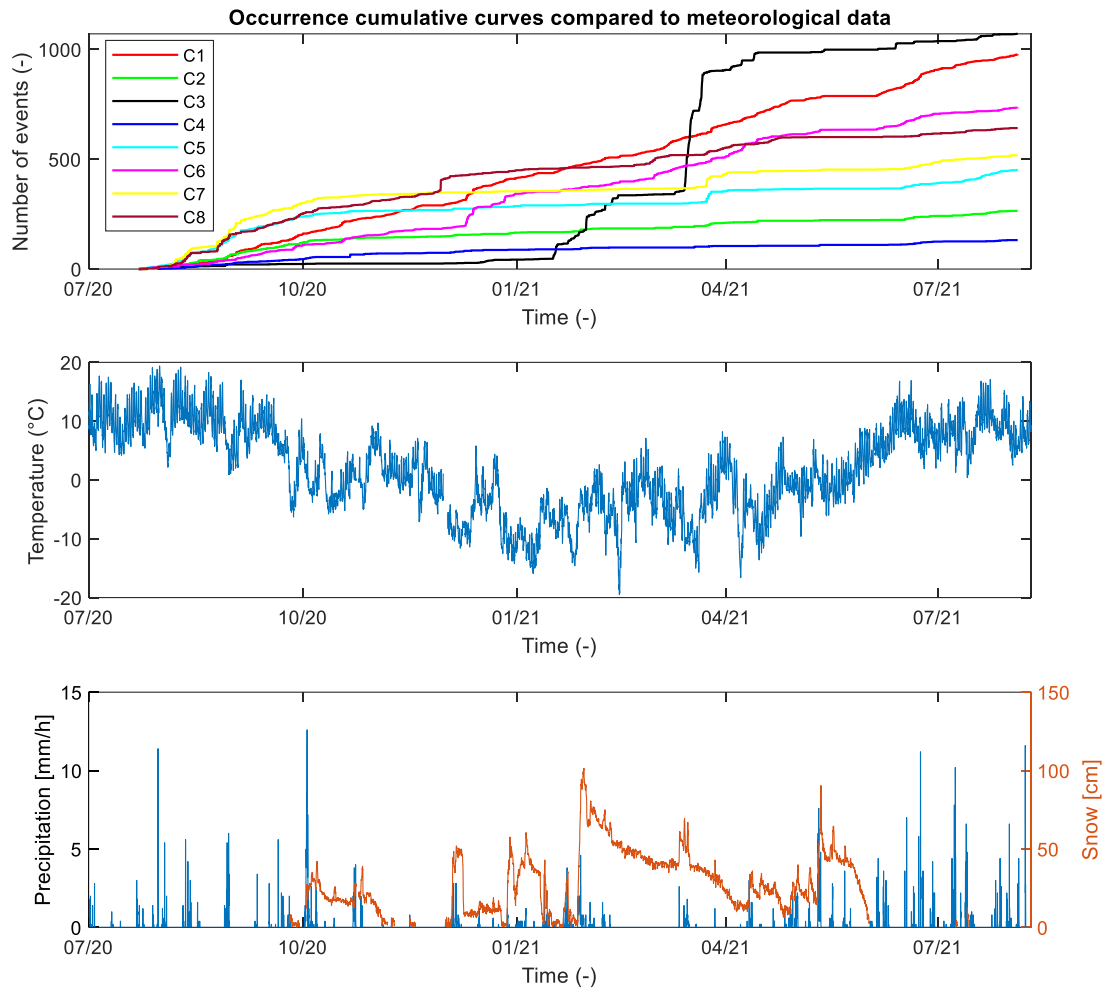 Occurrence cumulative curves compared to meteorological data
Number of events (-)
1000
500
0
C1
C2
C3
C4
C5
C6
C7
C8
07/20 10/20 01/21 04/21 07/21
Time (-)
Temperature (°C)
20
10
0
-10
-20
07/20 10/20 01/21 04/21 07/21
Time (-)
Precipitation [mm/h]
15
10
5
0
150
100
50
0
Snow [cm]
07/20 10/20 01/21 04/21 07/21
Time (-)